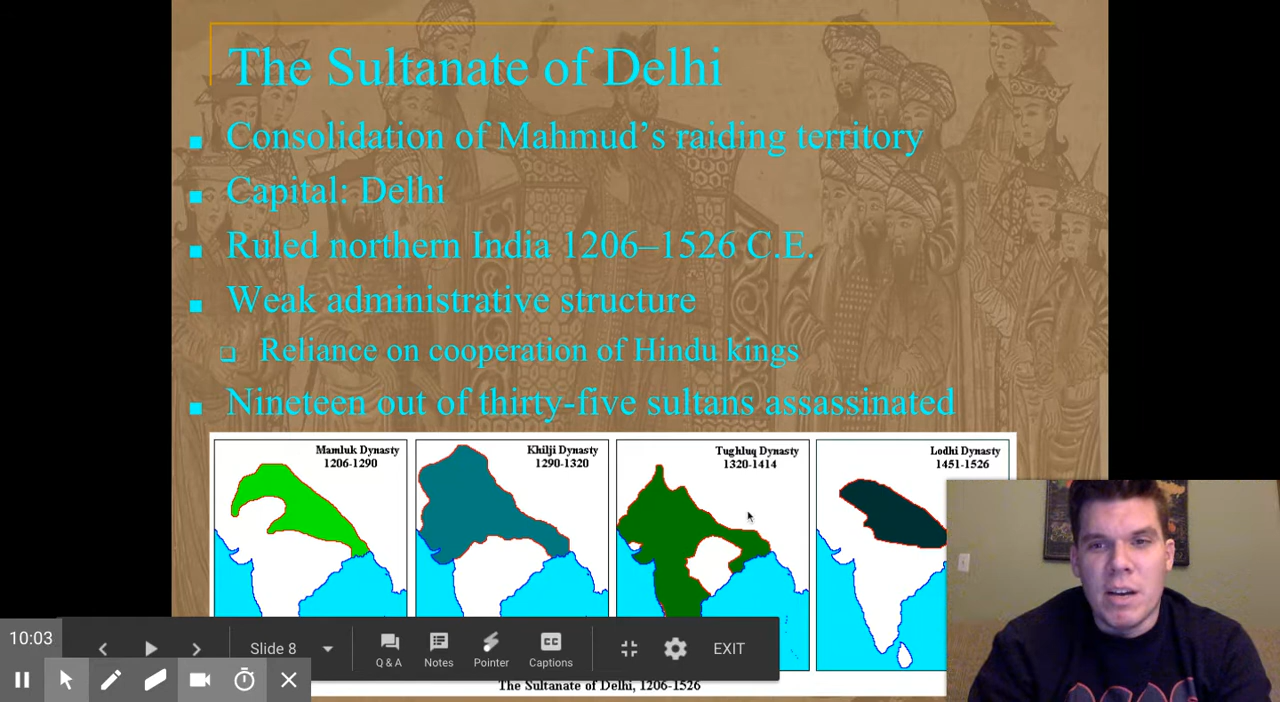 The Sultanate of Delhi
Consolidation of Mahmud's raiding territory
Capital: Delhi
Ruled northern India 1206–1526 C.E.
Weak administrative structure
Reliance on cooperation of Hindu kings
Nineteen out of thirty-five sultans assassinated
Mamluk Dynasty
1206-1290
Khilji Dynasty
1290-1320
Tughluq Dynasty
1320-1414
Lodhi Dynasty
1451-1526
10:03
Slide 8
Q & A
Notes
Pointer
CC
Captions
EXIT
The Sultanate of Delhi, 1206-1526